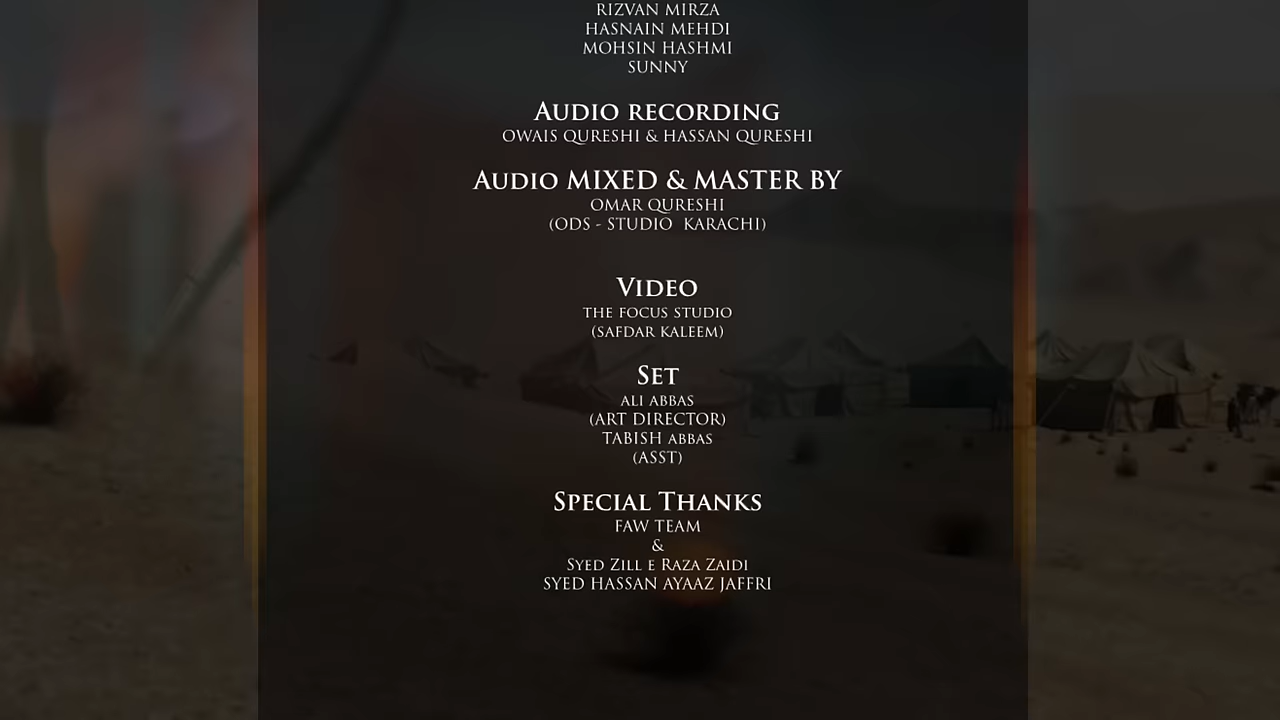 RIZVAN MIRZA
HASNAIN MEHDI
MOHSIN HASHMI
SUNNY
AUDIO RECORDING
OWAIS QURESHI & HASSAN QURESHI
AUDIO MIXED & MASTER BY
OMAR QURESHI
(ODS - STUDIO KARACHI)
VIDEO
THE FOCUS STUDIO
(SAFDAR KALEEM)
SET
ALI ABBAS
(ART DIRECTOR)
TABISH ABBAS
(ASST)
SPECIAL THANKS
FAW TEAM
&
SYED ZILL E RAZA ZAIDI
SYED HASSAN AYAAZ JAFFRI